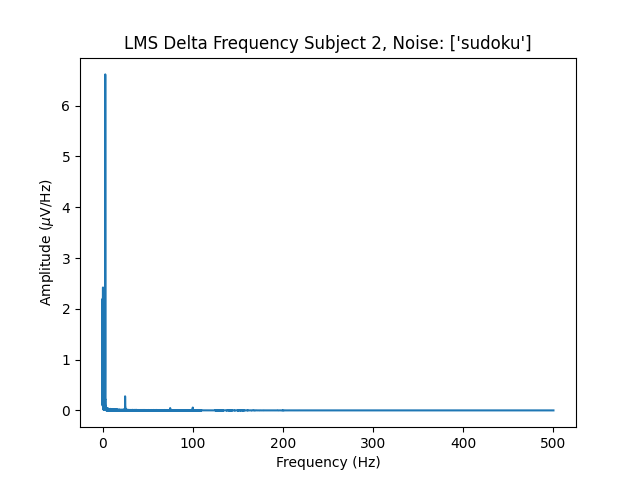 LMS Delta Frequency Subject 2, Noise: ['sudoku']
Amplitude (μV/Hz)
6
5
4
3
2
1
0
0 100 200 300 400 500
Frequency (Hz)